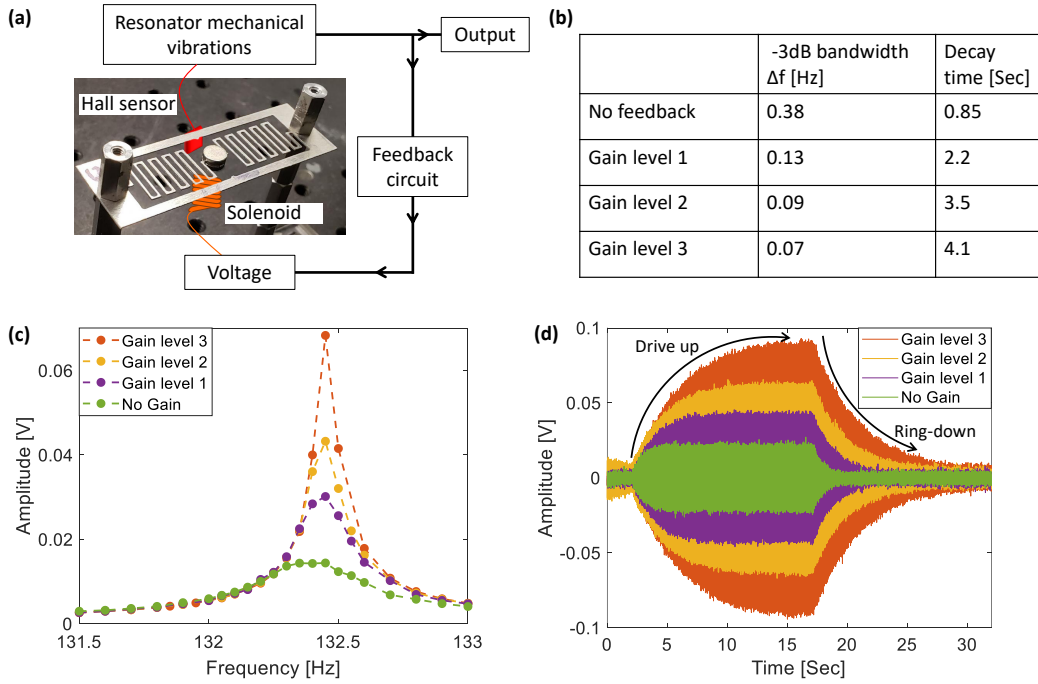 (a)
Resonator mechanical
vibrations
Output
Hall sensor
Feedback
circuit
Solenoid
Voltage
(b)
-3dB bandwidth
Δf [Hz]
Decay
time [Sec]
No feedback 0.38 0.85
Gain level 1 0.13 2.2
Gain level 2 0.09 3.5
Gain level 3 0.07 4.1
(c)
Gain level 3
Gain level 2
Gain level 1
No Gain
0.06
0.04
0.02
0
Amplitude [V]
131.5 132 132.5 133
Frequency [Hz]
(d)
Drive up
Ring-down
Gain level 3
Gain level 2
Gain level 1
No Gain
0.1
0.05
0
-0.05
-0.1
Amplitude [V]
0 5 10 15 20 25 30
Time [Sec]